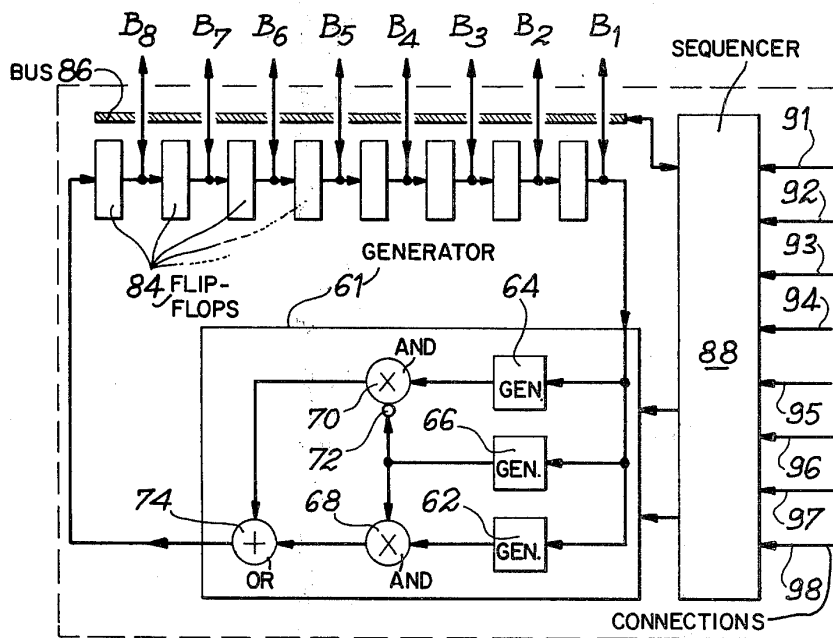 B8 B7 B6 B5 B4 B3 B2 B1
SEQUENCER
BUS 86
91
92
93
94
84 FLIP-
FLOPS
GENERATOR
61
64
AND
X
70
GEN.
88
72
66
GEN.
95
96
74
68
62
97
+
X
GEN.
OR
AND
98
CONNECTIONS